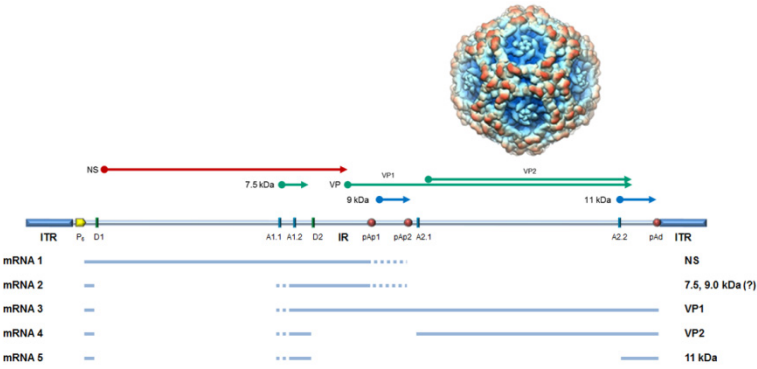 VP1
VP2
NS
7.5 kDa
VP
9 kDa
11 kDa
ITR
P6
D1
A1.1
A1.2
D2
IR
pAp1
pAp2
A2.1
A2.2
pAd
ITR
mRNA 1
NS
mRNA 2
7.5, 9.0 kDa (?)
mRNA 3
VP1
mRNA 4
VP2
mRNA 5
11 kDa